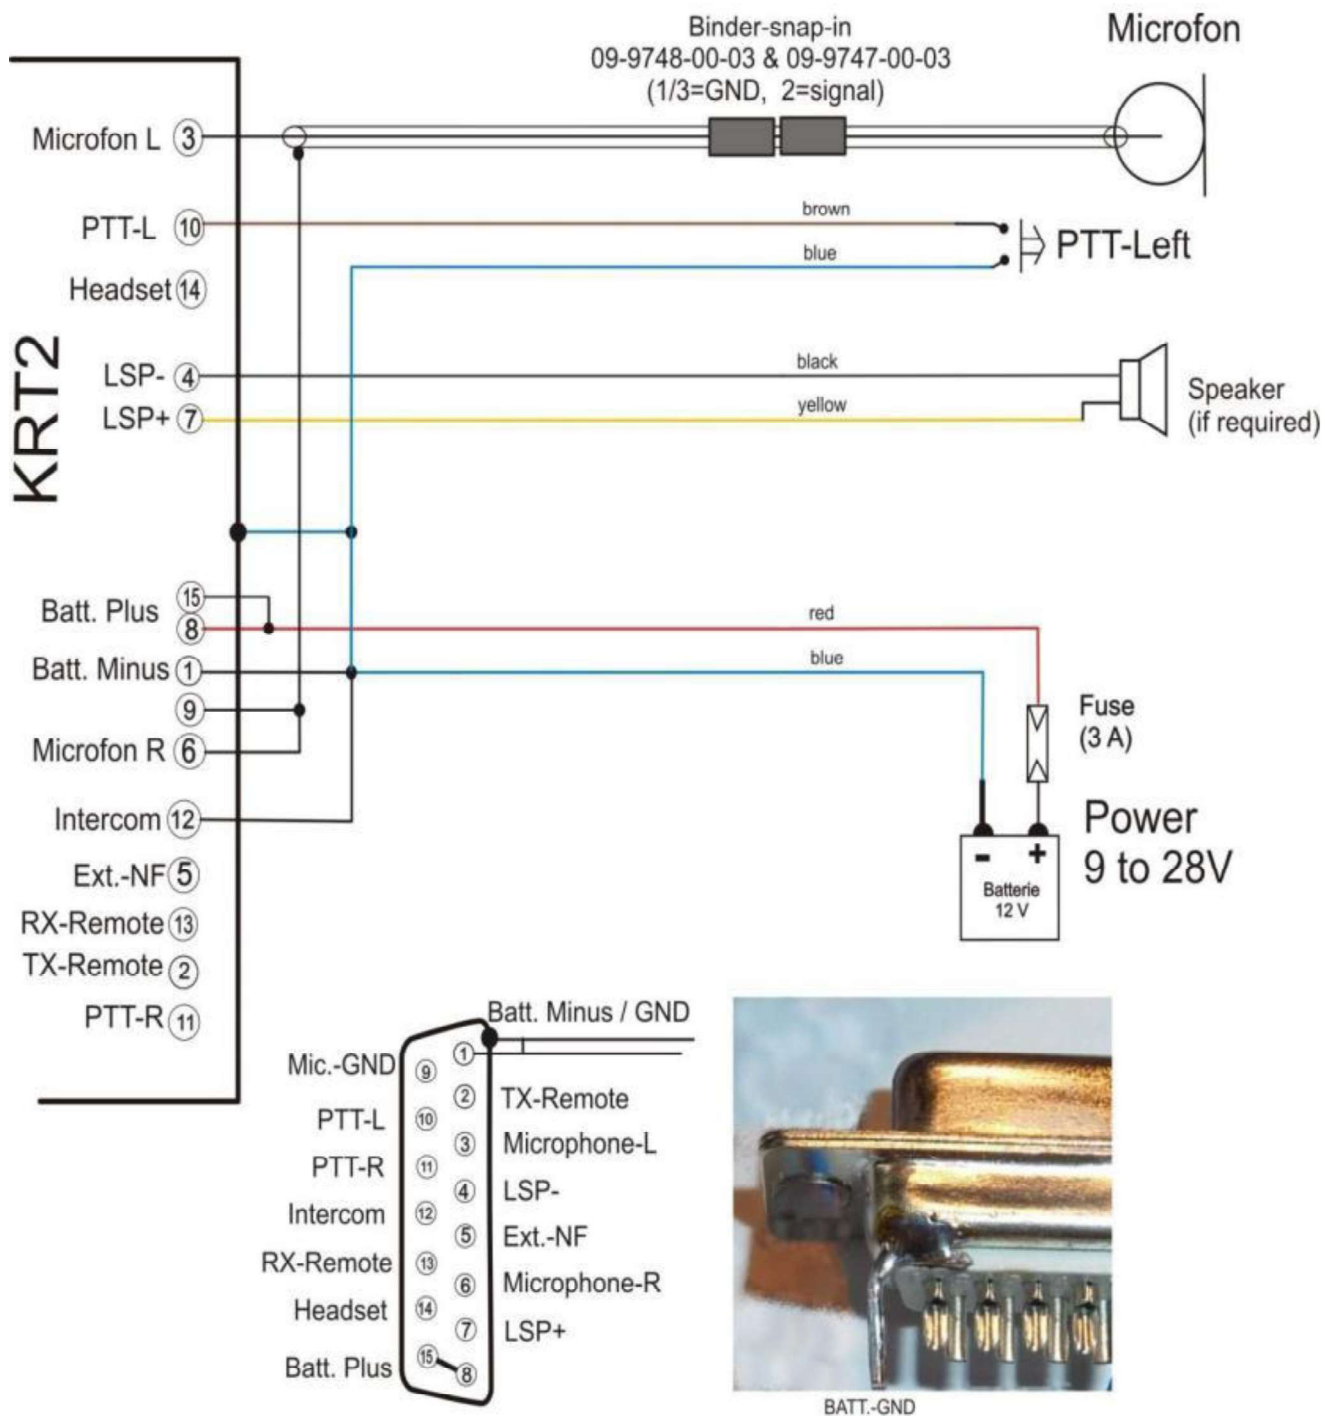 Binder-snap-in
09-9748-00-03 & 09-9747-00-03
(1/3=GND, 2=signal)
Microfon
Microfon L 3
PTT-L 10
brown
blue
PTT-Left
Headset 14
KRT2
LSP- 4
black
LSP+ 7
yellow
Speaker
(if required)
Batt. Plus
15
8
red
Batt. Minus 1
blue
9
Microfon R 6
Fuse
(3 A)
Intercom 12
Power
9 to 28V
- +
Batterie
12 V
Ext.-NF 5
RX-Remote 13
TX-Remote 2
PTT-R 11
Batt. Minus / GND
1
Mic.-GND 9
2 TX-Remote
PTT-L 10
3 Microphone-L
PTT-R 11
4 LSP-
Intercom 12
5 Ext.-NF
RX-Remote 13
6 Microphone-R
Headset 14
7 LSP+
Batt. Plus 15
8
BATT.-GND